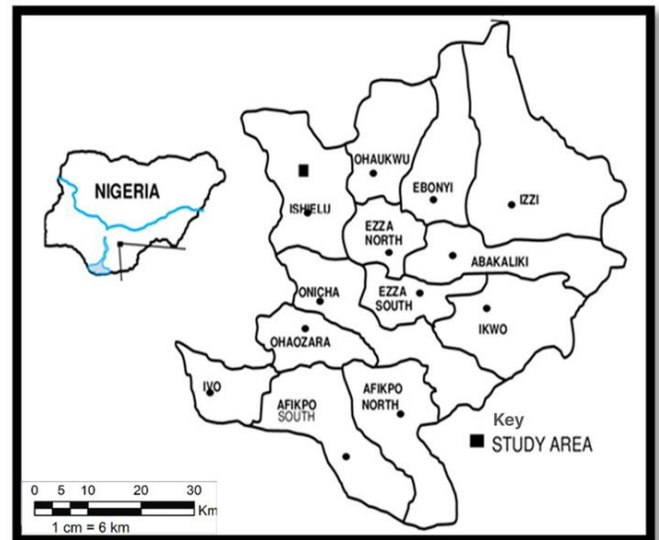 NIGERIA
OHAUKWU
EBONYI
IZZI
ISHIELU
EZZA
NORTH
ABAKALIKI
ONICHA
EZZA
SOUTH
IKWO
OHAOZARA
IVO
AFIKPO
SOUTH
AFIKPO
NORTH
Key
STUDY AREA
0 5 10 20 30
Km
1 cm = 6 km